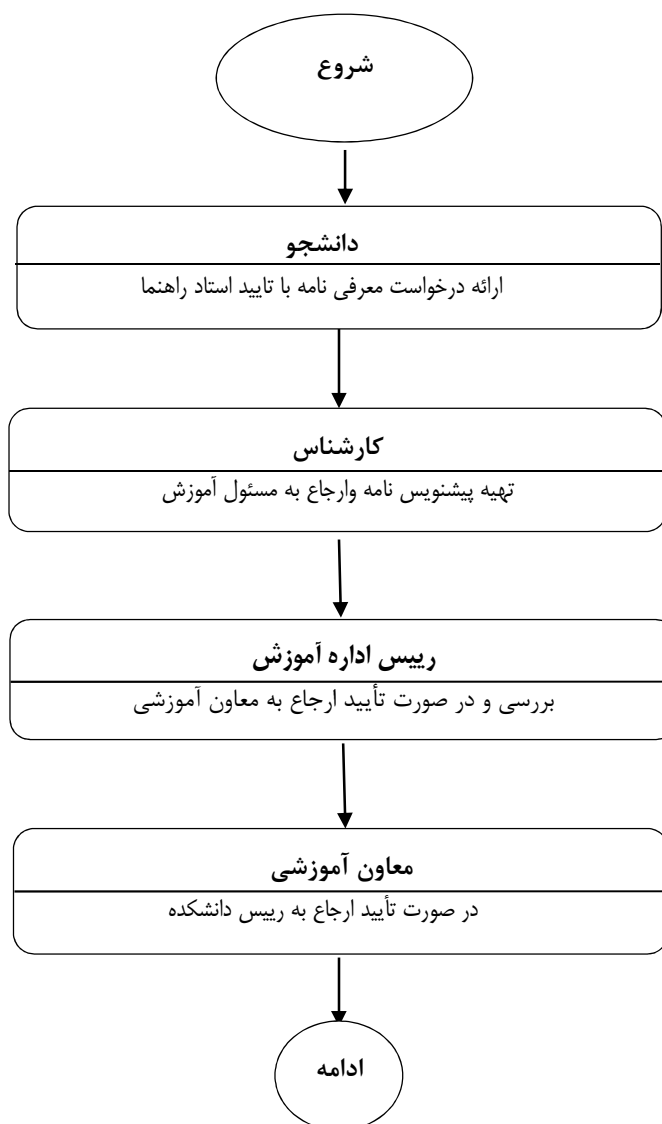 شروع
دانشجو
ارائه درخواست معرفی نامه با تایید استاد راهنما
کارشناس
تهیه پیشنویس نامه وارجاع به مسئول آموزش
رییس اداره آموزش
بررسی و در صورت تأیید ارجاع به معاون آموزشی
معاون آموزشی
در صورت تأیید ارجاع به رییس دانشکده
ادامه